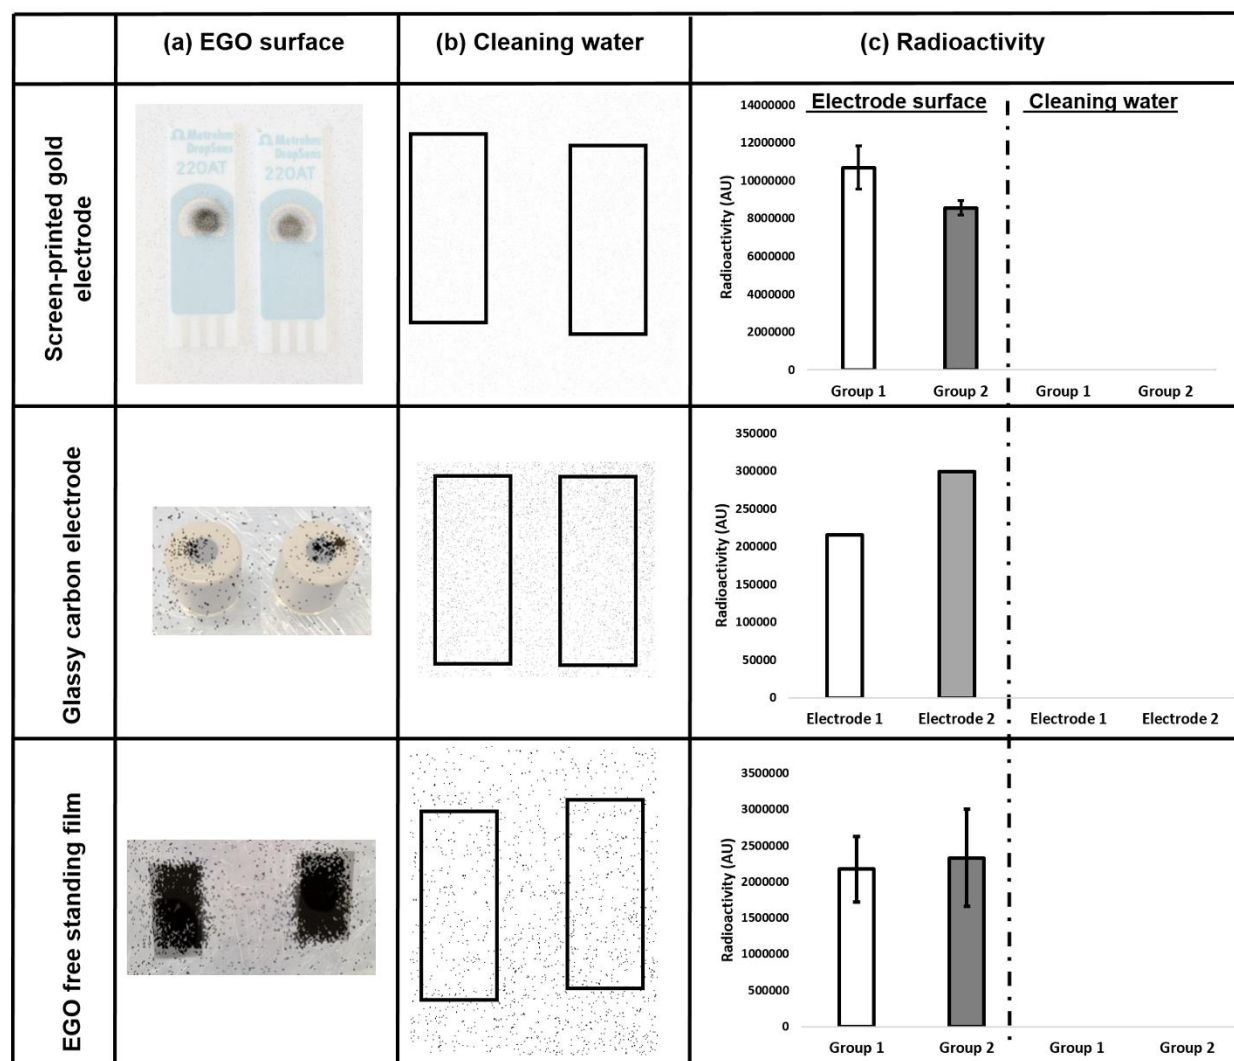 (a) EGO surface
(b) Cleaning water
(c) Radioactivity
Screen-printed gold
electrode
Metrohm
DropSens
220AT
Metrohm
DropSens
220AT
Electrode surface
Cleaning water
Radioactivity (AU)
14000000
12000000
10000000
8000000
6000000
4000000
2000000
0
Group 1
Group 2
Group 1
Group 2
Glassy carbon electrode
Radioactivity (AU)
350000
300000
250000
200000
150000
100000
50000
0
Electrode 1
Electrode 2
Electrode 1
Electrode 2
EGO free standing film
Radioactivity (AU)
3500000
3000000
2500000
2000000
1500000
1000000
500000
0
Group 1
Group 2
Group 1
Group 2